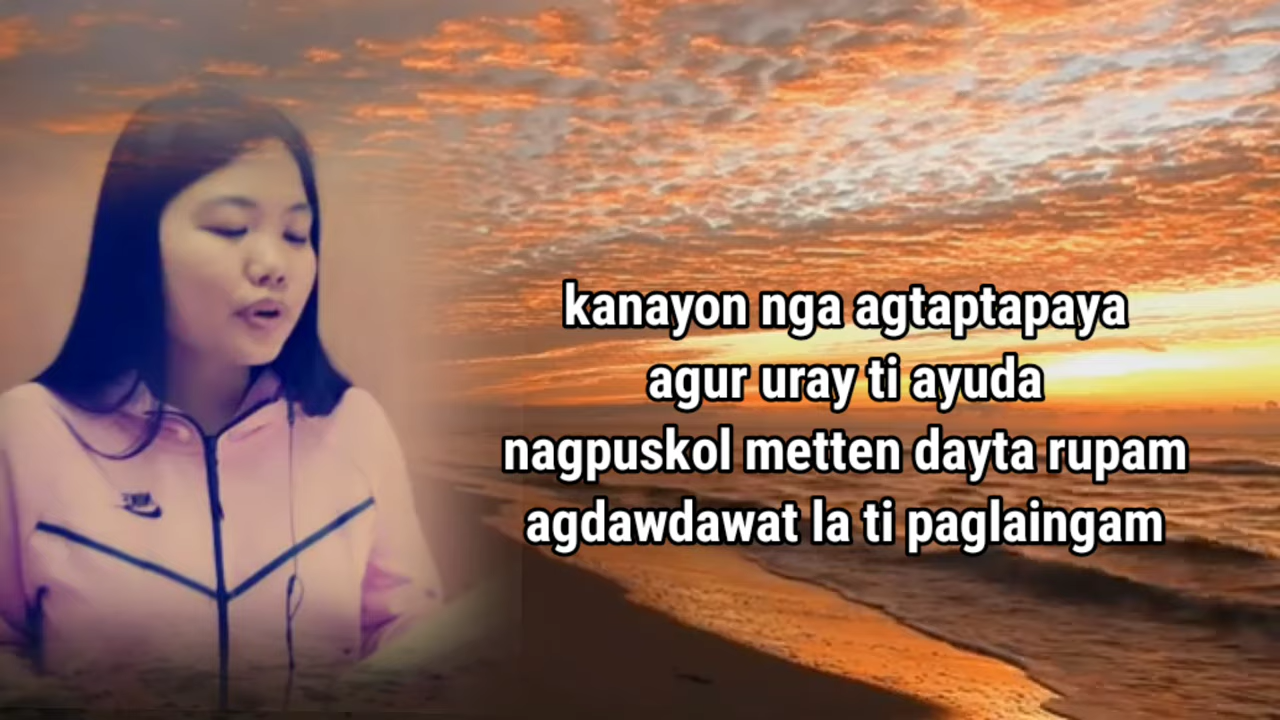 kanayon nga agtaptapaya
agur uray ti ayuda
nagpuskol metten dayta rupam
agdawdawat la ti paglaingam